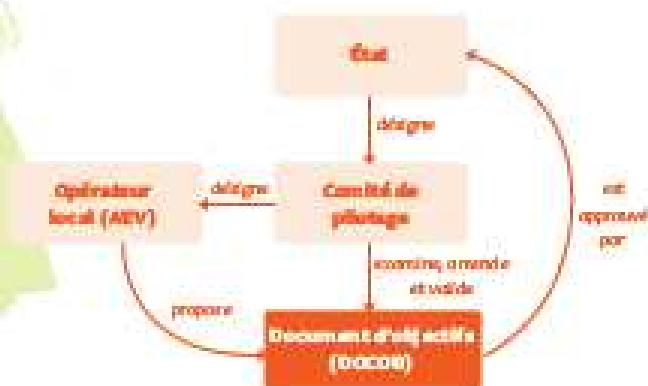 État
désigne
Opérateur
local (AEV)
désigne
Comité de
pilotage
est
approuvé
par
examine, amende
et valide
propose
Document d'objectifs
(DOCOB)